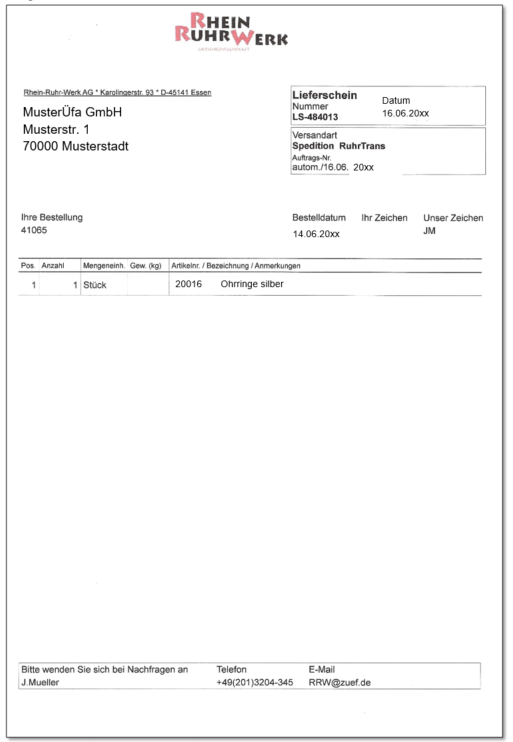 RHEIN
RUHRWERK
Rhein-Ruhr-Werk AG * Karolingerstr. 93 * D-45141 Essen
MusterÜfa GmbH
Musterstr. 1
70000 Musterstadt
Lieferschein
Nummer Datum
LS-484013 16.06.20xx
Versandart
Spedition RuhrTrans
Auftrags-Nr.
autom./16.06. 20xx
Ihre Bestellung Bestelldatum Ihr Zeichen Unser Zeichen
41065 14.06.20xx JM
Pos. Anzahl Mengeneinh. Gew. (kg) Artikelnr. / Bezeichnung / Anmerkungen
1 1 Stück 20016 Ohrringe silber
Bitte wenden Sie sich bei Nachfragen an Telefon E-Mail
J.Mueller +49(201)3204-345 RRW@zuef.de